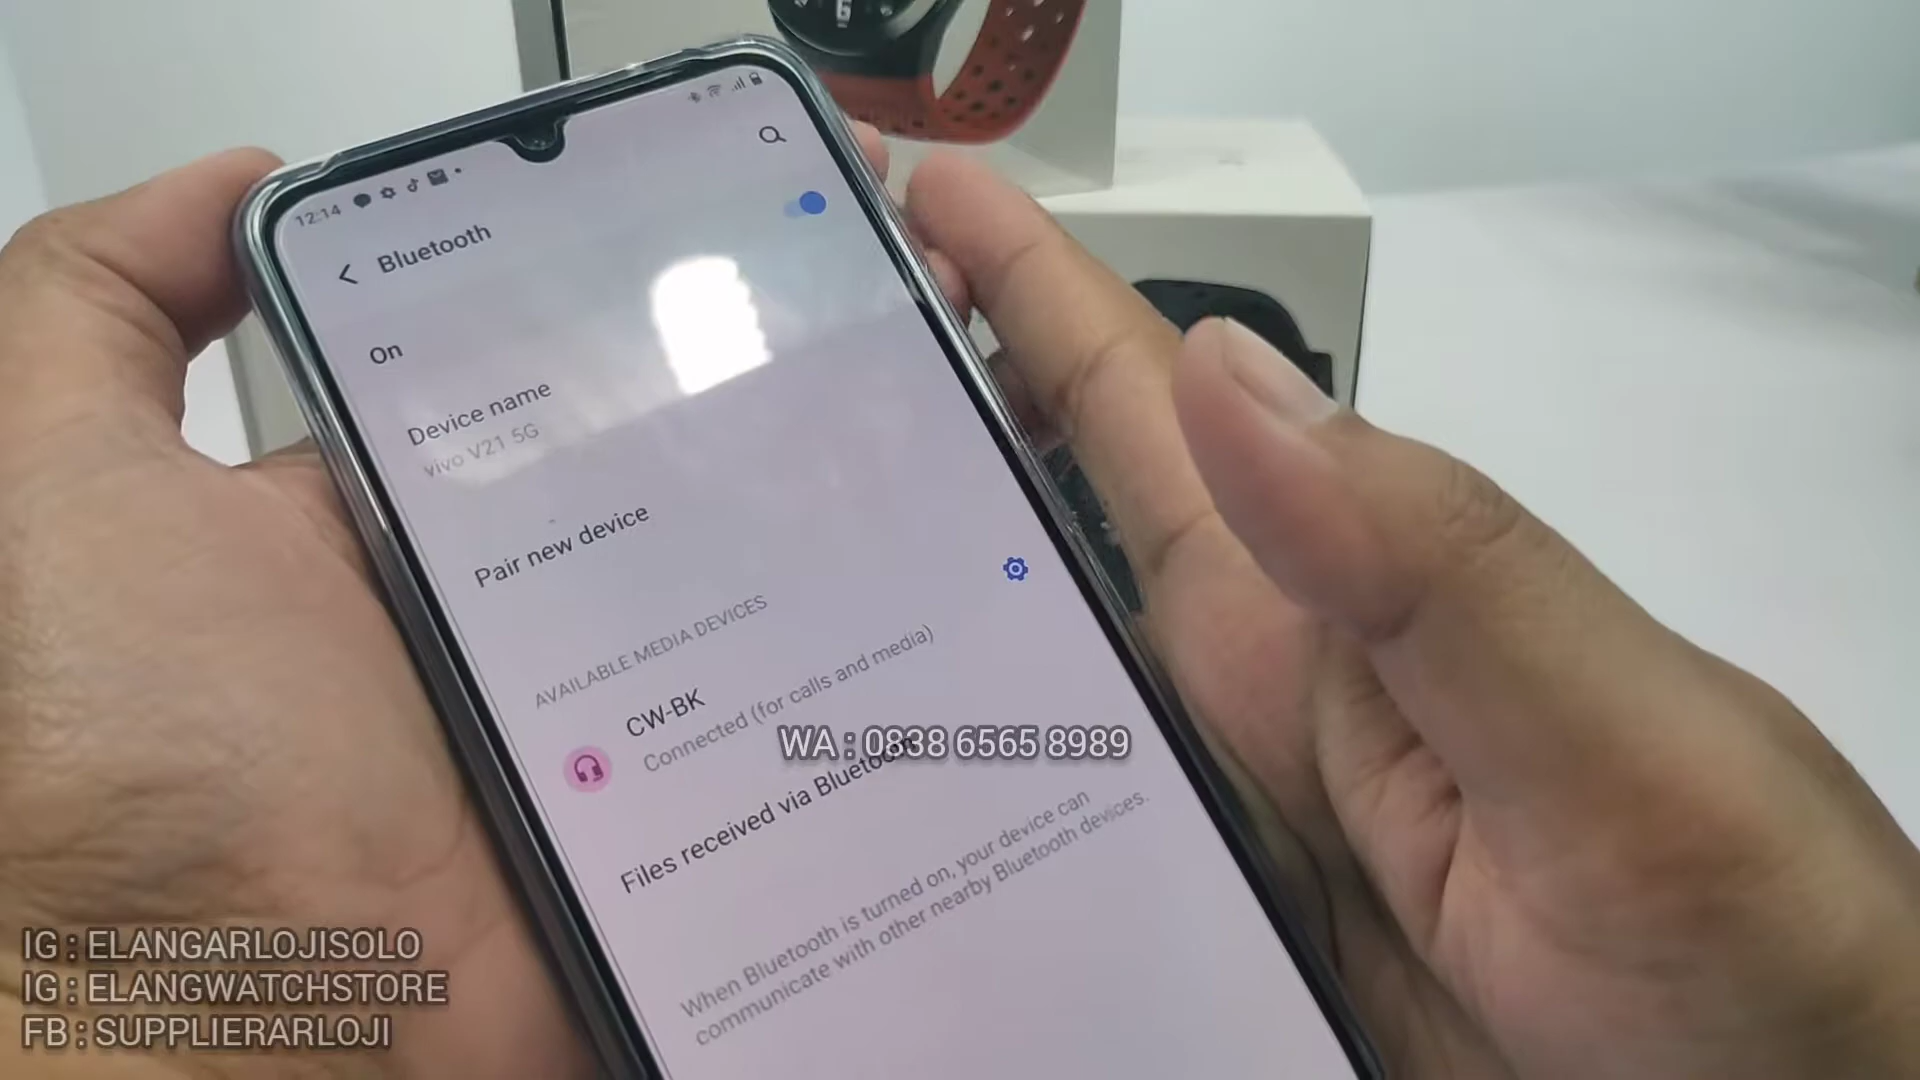 12:14
Bluetooth
On
Device name
vivo V21 5G
Pair new device
AVAILABLE MEDIA DEVICES
CW-BK
Connected (for calls and media)
WA : 0838 6565 8989
Files received via Bluetooth
When Bluetooth is turned on, your device can
communicate with other nearby Bluetooth devices.
IG : ELANGARLOJISOLO
IG : ELANGWATCHSTORE
FB : SUPPLIERARLOJI